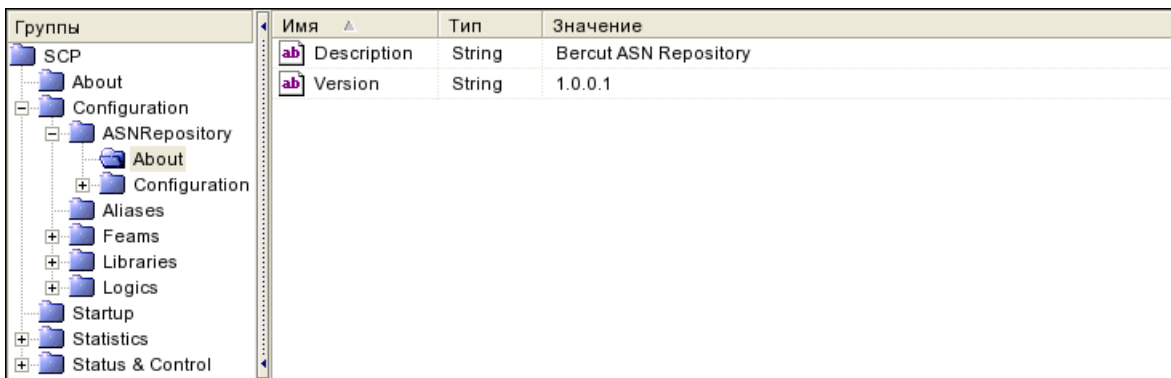 Группы
SCP
About
Configuration
ASNRepository
About
Configuration
Aliases
Feams
Libraries
Logics
Startup
Statistics
Status & Control
Имя Тип Значение
ab Description String Bercut ASN Repository
ab Version String 1.0.0.1